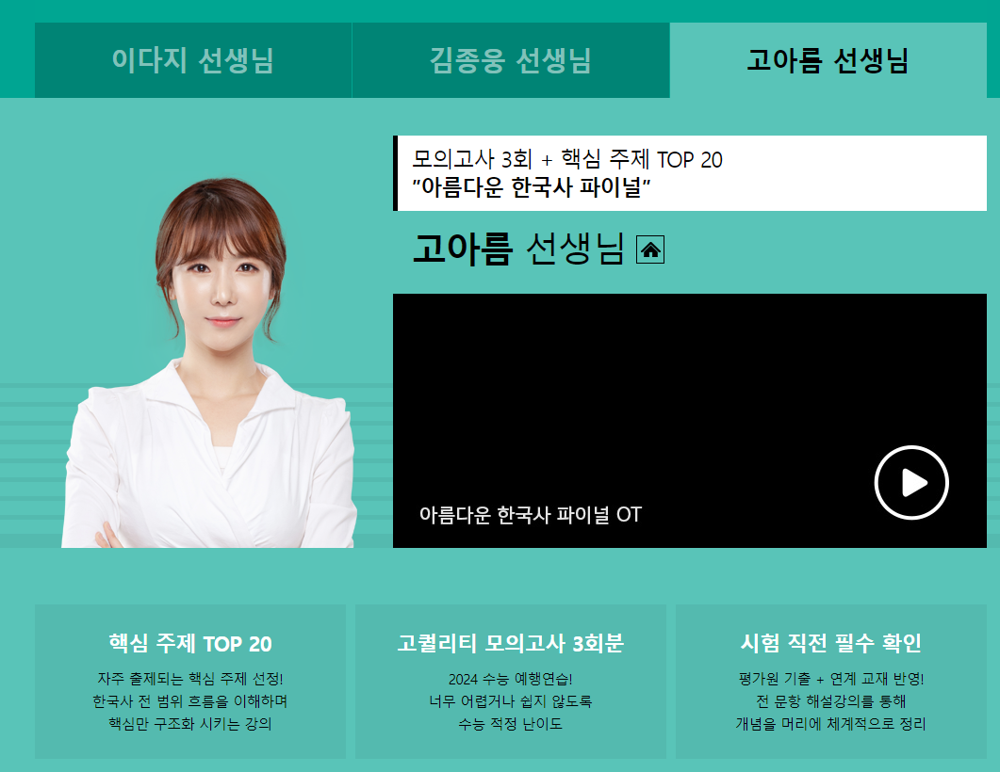 이다지 선생님
김종웅 선생님
고아름 선생님
모의고사 3회 + 핵심 주제 TOP 20
"아름다운 한국사 파이널"
고아름 선생님
아름다운 한국사 파이널 OT
핵심 주제 TOP 20
자주 출제되는 핵심 주제 선정!
한국사 전 범위 흐름을 이해하며
핵심만 구조화 시키는 강의
고퀄리티 모의고사 3회분
2024 수능 예행연습!
너무 어렵거나 쉽지 않도록
수능 적정 난이도
시험 직전 필수 확인
평가원 기출 + 연계 교재 반영!
전 문항 해설강의를 통해
개념을 머리에 체계적으로 정리